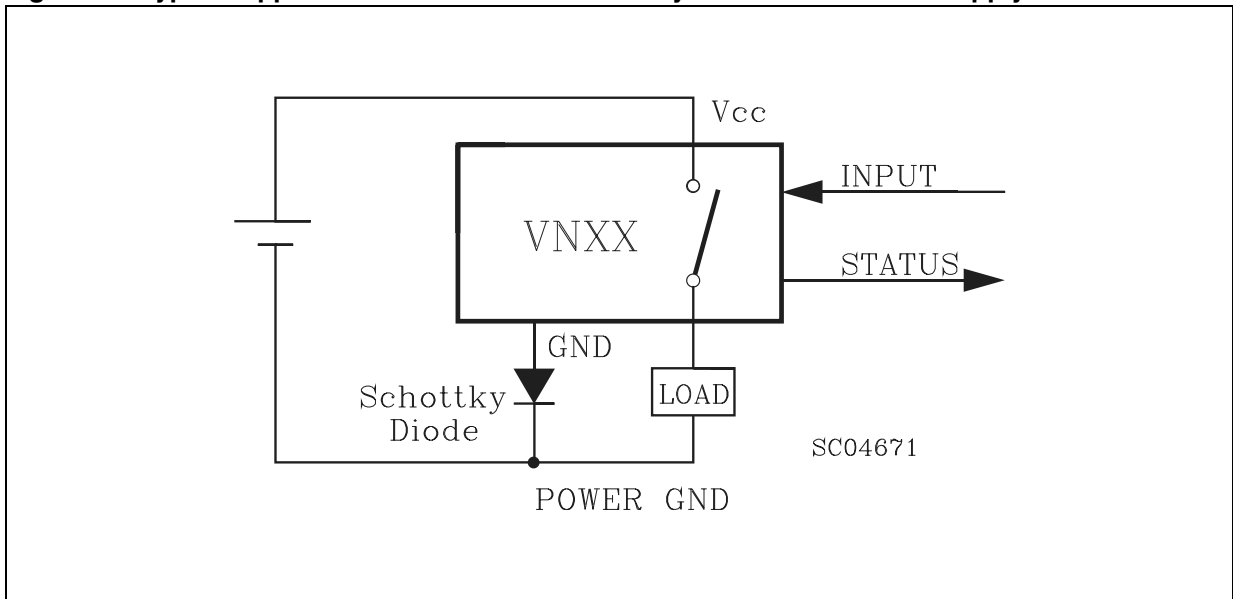 Vcc
INPUT
VNXX
STATUS
GND
Schottky
Diode
LOAD
SC04671
POWER GND